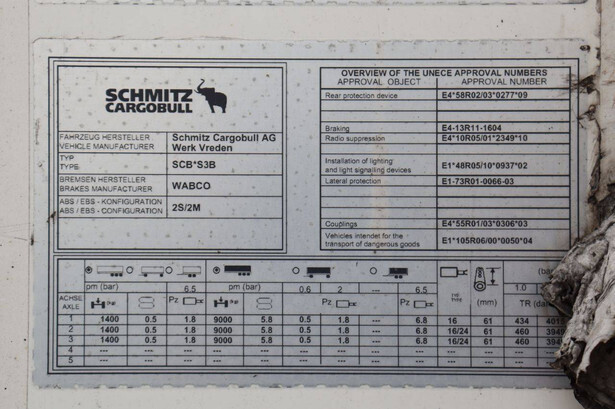 SCHMITZ
CARGOBULL
FAHRZEUG HERSTELLER
VEHICLE MANUFACTURER
Schmitz Cargobull AG
Werk Vreden
TYP
TYPE:
SCB*S3B
BREMSEN HERSTELLER
BRAKES MANUFACTURER
WABCO
ABS / EBS - KONFIGURATION
ABS / EBS - CONFIGURATION
2S/2M
OVERVIEW OF THE UNECE APPROVAL NUMBERS
APPROVAL OBJECT APPROVAL NUMBER
Rear protection device E4*58R02/03*0277*09
Braking E4-13R11-1604
Radio suppression E4*10R05/01*2349*10
Installation of lighting
and light signaling devices
E1*48R05/10*0937*02
Lateral protection E1-73R01-0066-03
Couplings E4*55R01/03*0306*03
Vehicles intendet for the
transport of dangerous goods
E1*105R06/00*0050*04
pm (bar) 6.5 pm (bar) 0.6 2 --- 6.5 (mm) 1.0
ACHSE
AXLE
Pz Pz Pz TR (da
1 1400 0.5 1.8 9000 5.8 0.5 1.8 --- 6.8 16 61 434
2 1400 0.5 1.8 9000 5.8 0.5 1.8 --- 6.8 16/24 61 460
3 1400 0.5 1.8 9000 5.8 0.5 1.8 --- 6.8 16/24 61 460
4 --- --- --- --- --- --- --- --- --- --- --- --- ---
5 --- --- --- --- --- --- --- --- --- --- --- ---